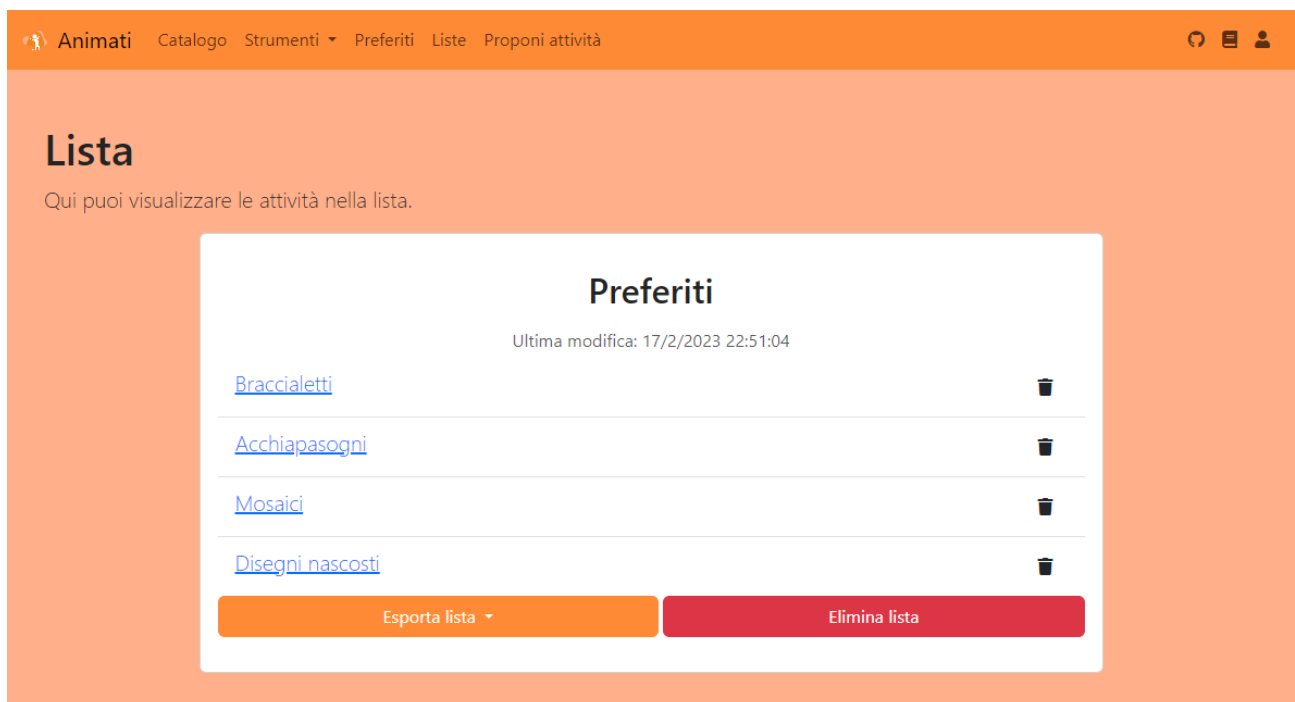 Animati Catalogo Strumenti Preferiti Liste Proponi attività
Lista
Qui puoi visualizzare le attività nella lista.
Preferiti
Ultima modifica: 17/2/2023 22:51:04
Braccialetti
Acchiapasogni
Mosaici
Disegni nascosti
Esporta lista Elimina lista